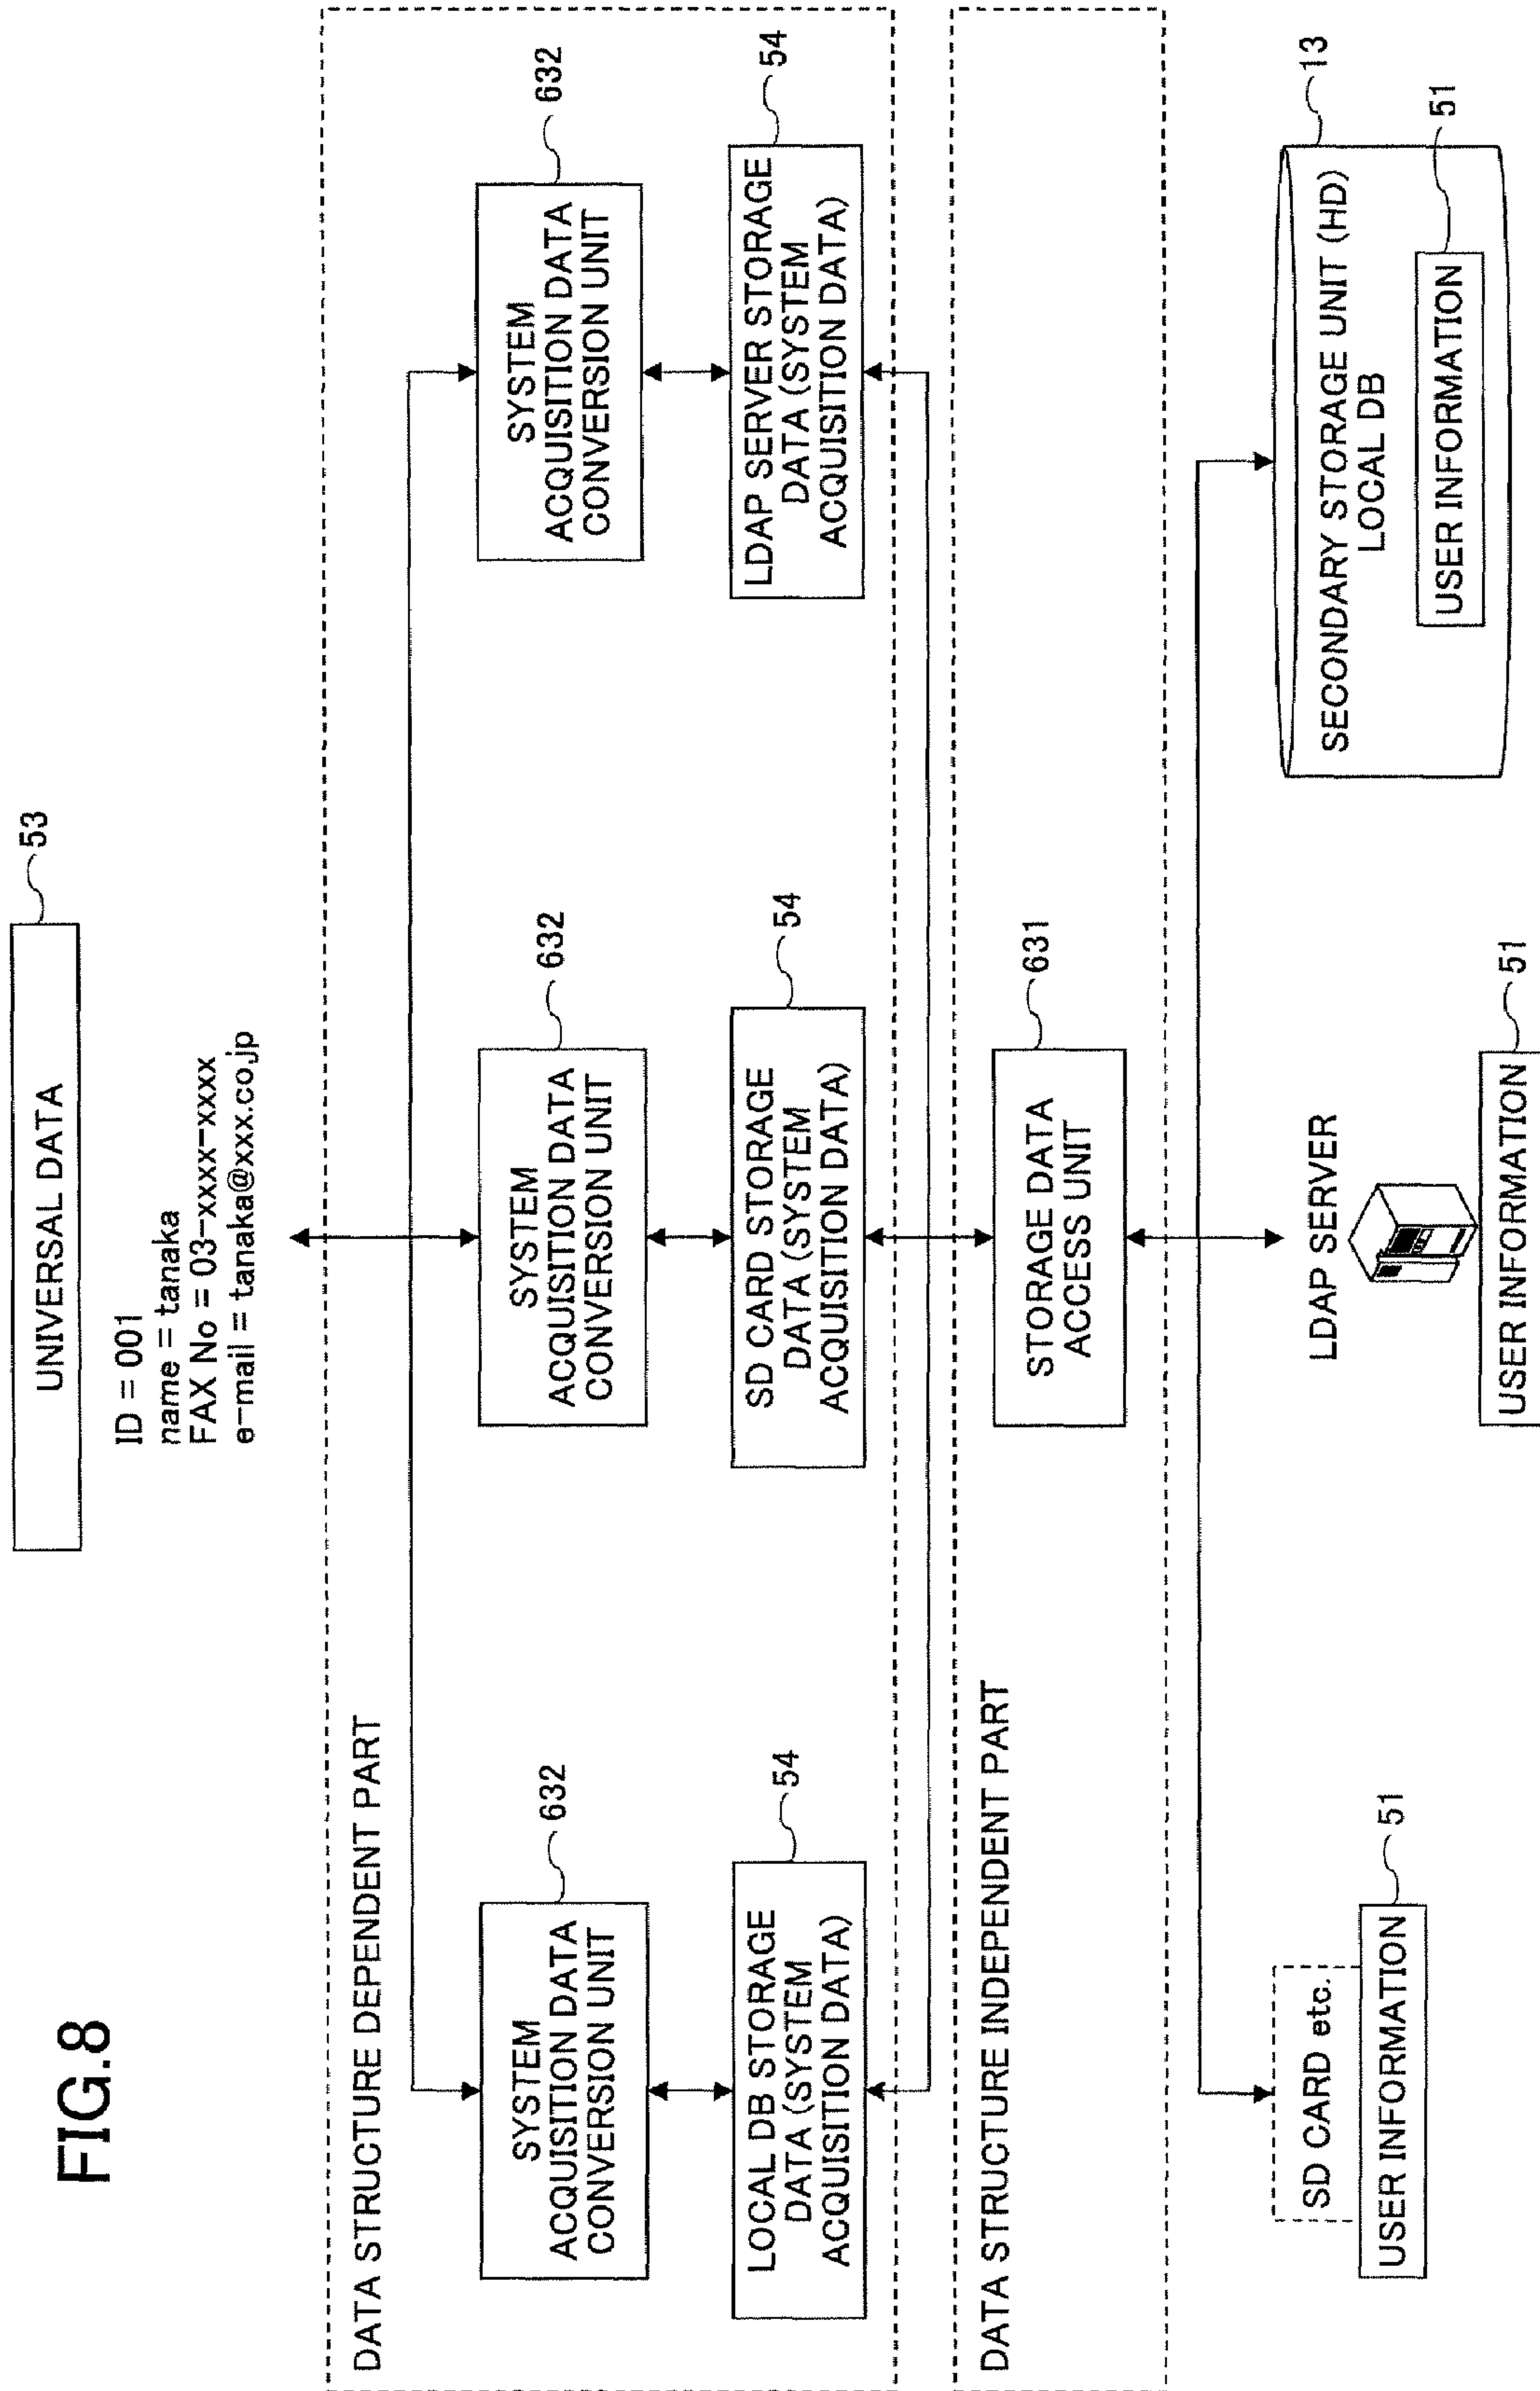 FIG.8
UNIVERSAL DATA
53
ID = 001
name = tanaka
FAX No = 03-xxxx-xxxx
e-mail = tanaka@xxx.co.jp
DATA STRUCTURE DEPENDENT PART
632
SYSTEM
ACQUISITION DATA
CONVERSION UNIT
632
SYSTEM
ACQUISITION DATA
CONVERSION UNIT
632
SYSTEM
ACQUISITION DATA
CONVERSION UNIT
54
LOCAL DB STORAGE
DATA (SYSTEM
ACQUISITION DATA)
54
SD CARD STORAGE
DATA (SYSTEM
ACQUISITION DATA)
54
LDAP SERVER STORAGE
DATA (SYSTEM
ACQUISITION DATA)
DATA STRUCTURE INDEPENDENT PART
631
STORAGE DATA
ACCESS UNIT
SD CARD etc.
51
USER INFORMATION
LDAP SERVER
51
USER INFORMATION
13
SECONDARY STORAGE UNIT (HD)
LOCAL DB
51
USER INFORMATION